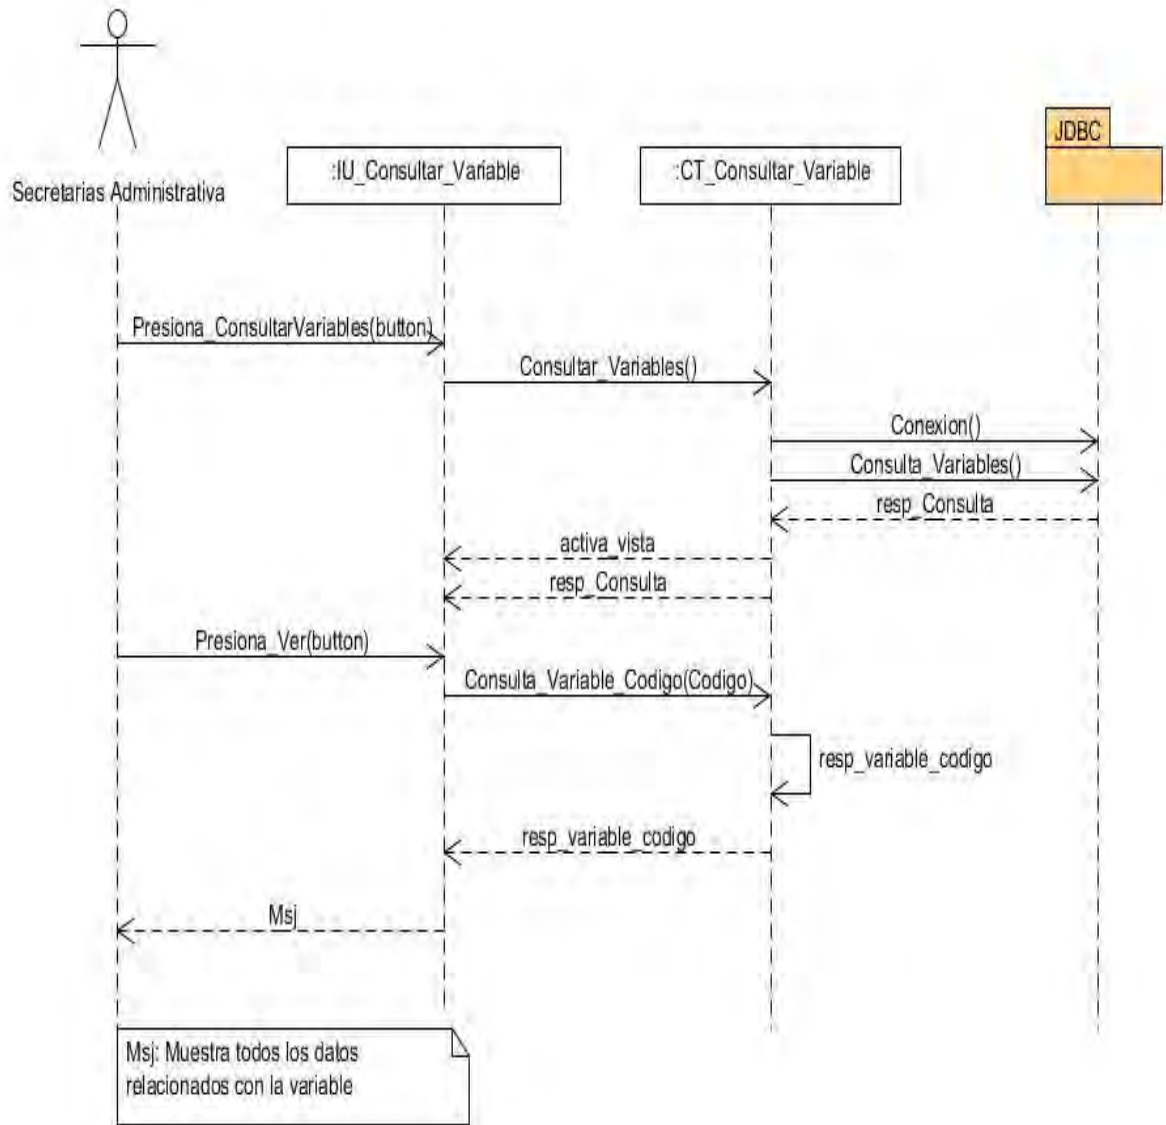 JDBC
:IU_Consultar_Variable
:CT_Consultar_Variable
Secretarias Administrativa
Presiona_ConsultarVariables(button)
Consultar_Variables()
Conexion()
Consulta_Variables()
resp_Consulta
activa_vista
resp_Consulta
Presiona_Ver(button)
Consulta_Variable_Codigo(Codigo)
resp_variable_codigo
resp_variable_codigo
Msj
Msj: Muestra todos los datos
relacionados con la variable